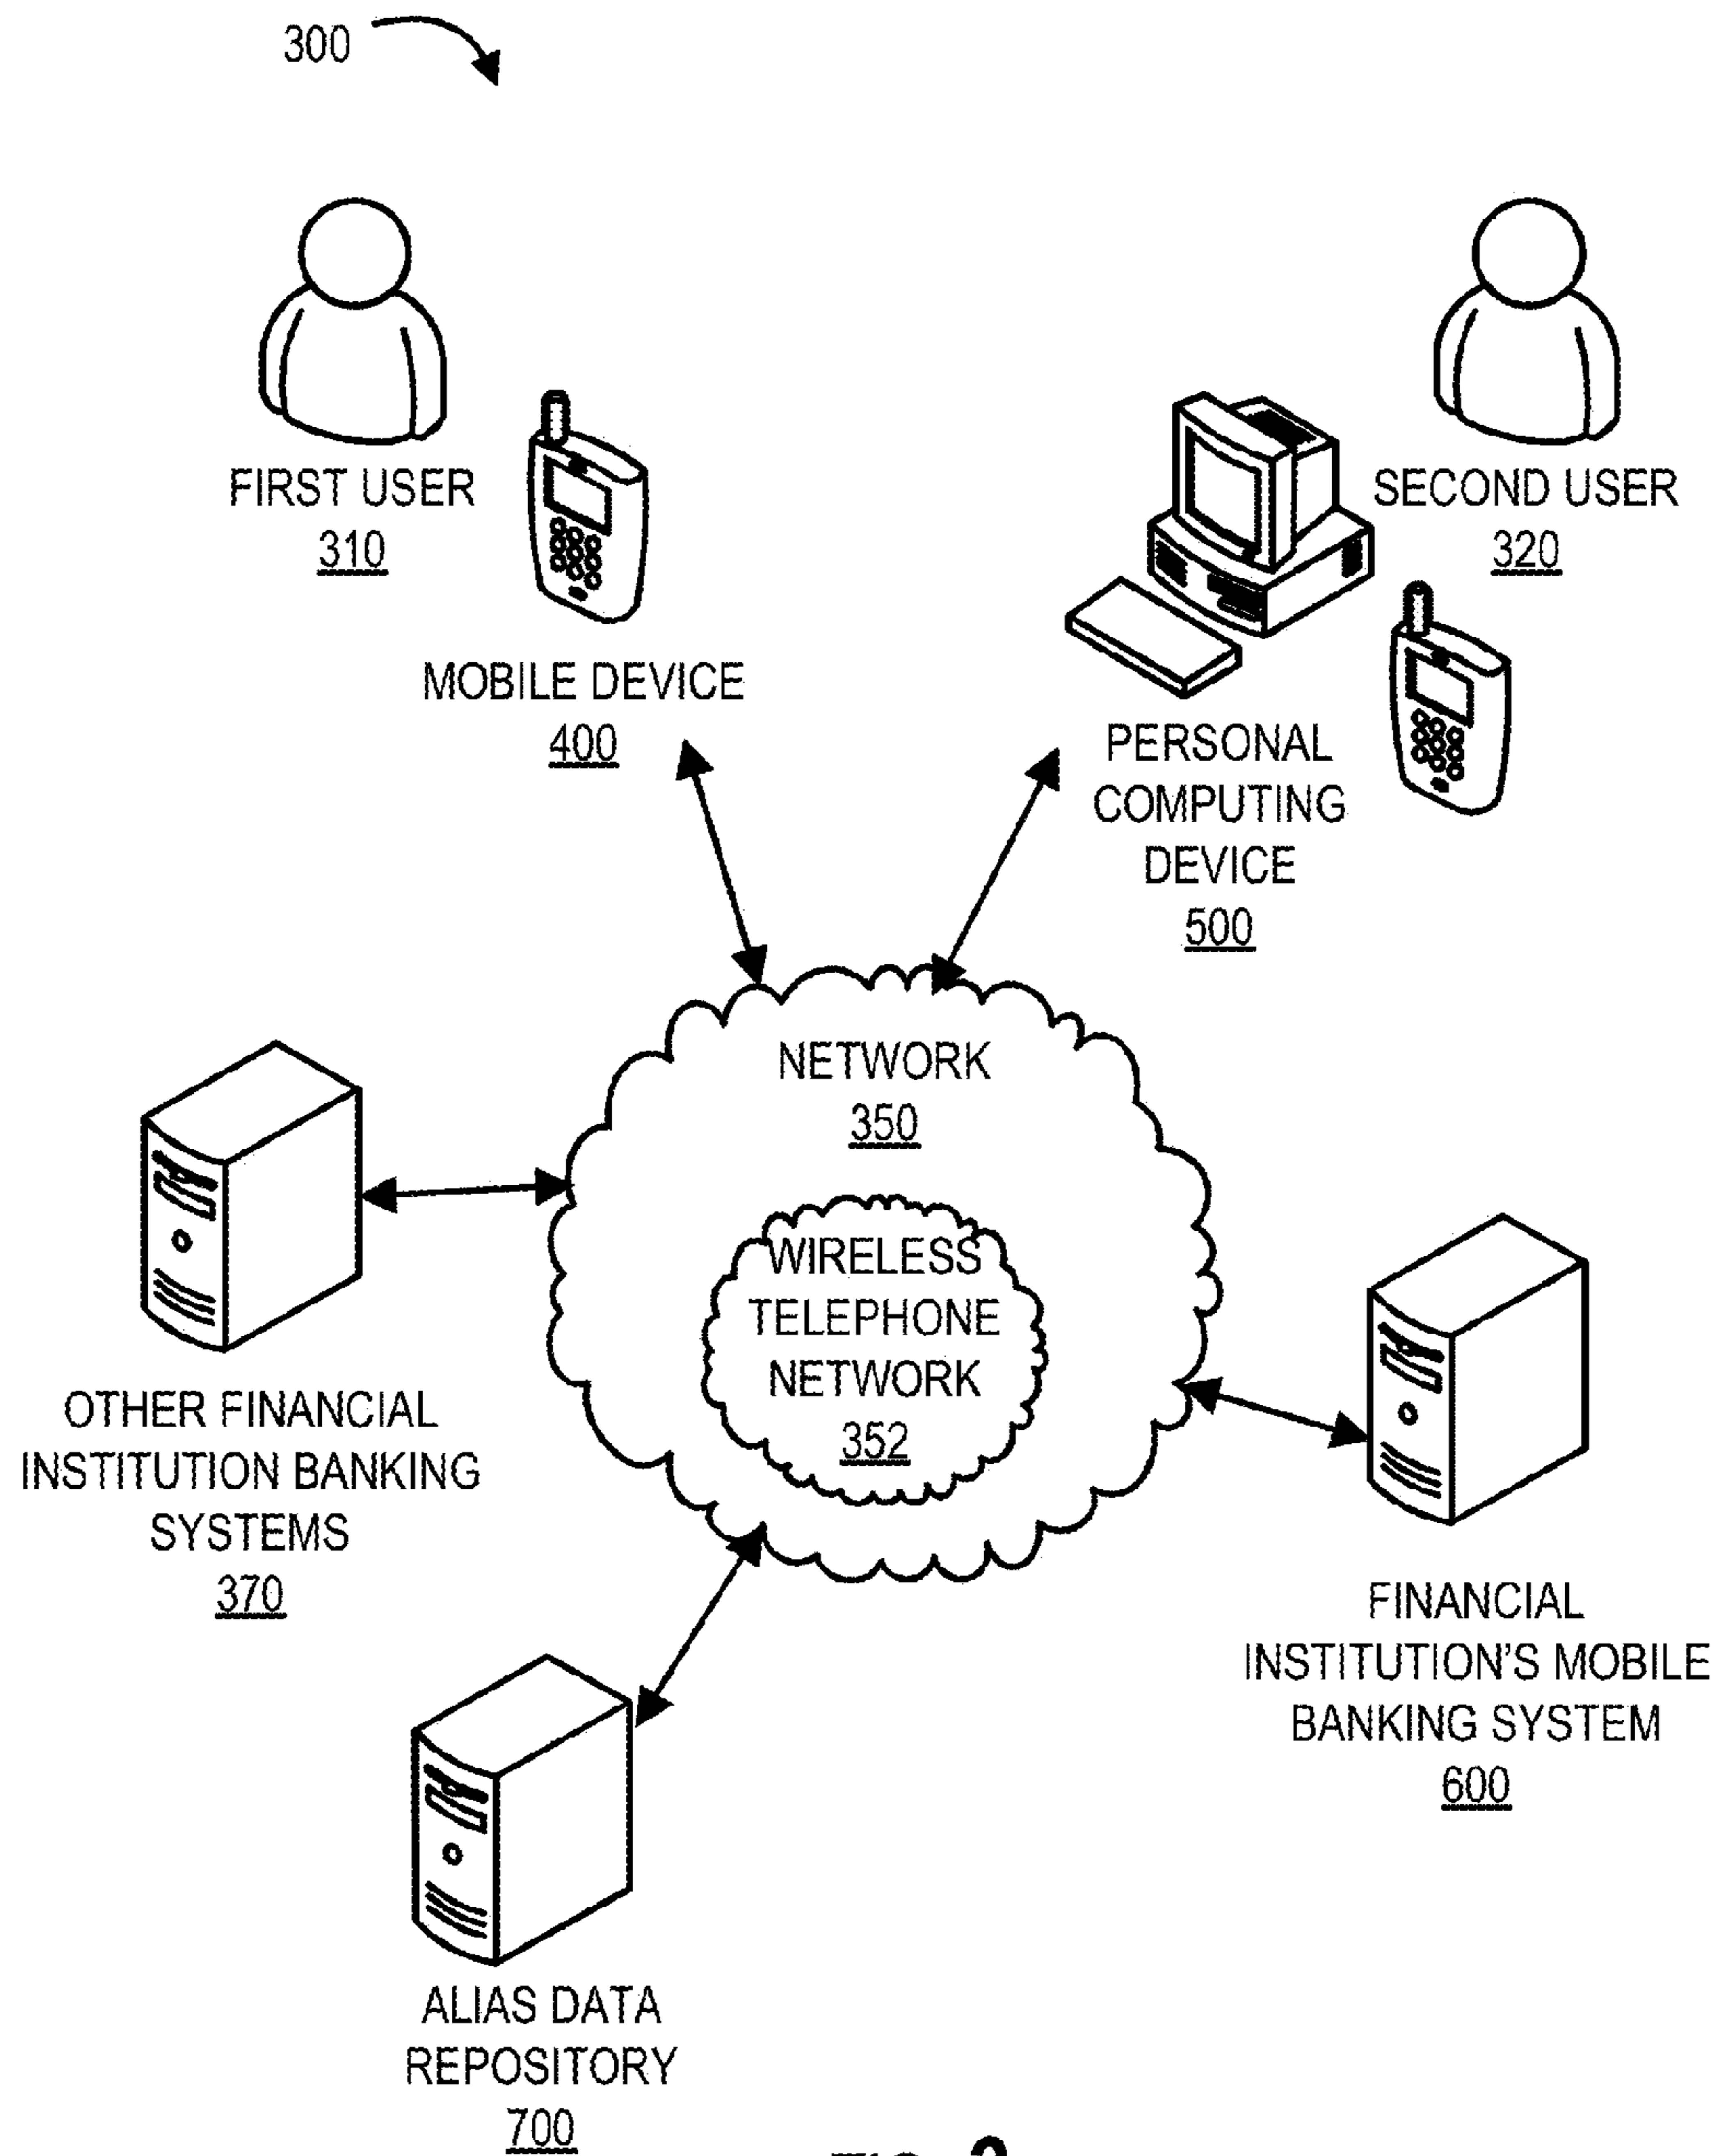 300
FIRST USER
310
MOBILE DEVICE
400
SECOND USER
320
PERSONAL
COMPUTING
DEVICE
500
NETWORK
350
WIRELESS
TELEPHONE
NETWORK
352
OTHER FINANCIAL
INSTITUTION BANKING
SYSTEMS
370
FINANCIAL
INSTITUTION'S MOBILE
BANKING SYSTEM
600
ALIAS DATA
REPOSITORY
700